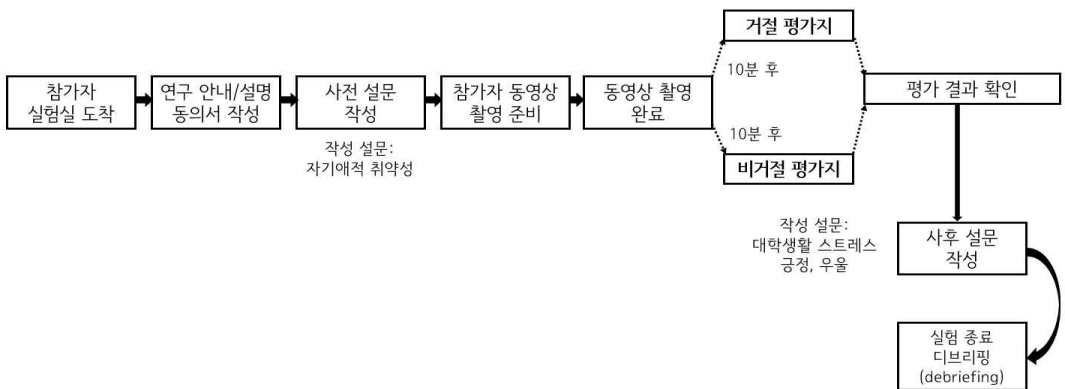 참가자
실험실 도착
연구 안내/설명
동의서 작성
사전 설문
작성
작성 설문:
자기애적 취약성
참가자 동영상
촬영 준비
동영상 촬영
완료
거절 평가지
10분 후
10분 후
비거절 평가지
평가 결과 확인
작성 설문:
대학생활 스트레스
긍정, 우울
사후 설문
작성
실험 종료
디브리핑
(debriefing)